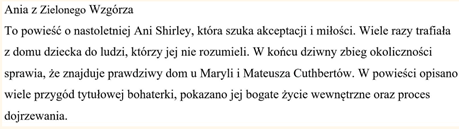 Ania z Zielonego Wzgórza
To powieść o nastoletniej Ani Shirley, która szuka akceptacji i miłości. Wiele razy trafiała
z domu dziecka do ludzi, którzy jej nie rozumieli. W końcu dziwny zbieg okoliczności
sprawia, że znajduje prawdziwy dom u Maryli i Mateusza Cuthbertów. W powieści opisano
wiele przygód tytułowej bohaterki, pokazano jej bogate życie wewnętrzne oraz proces
dojrzewania.